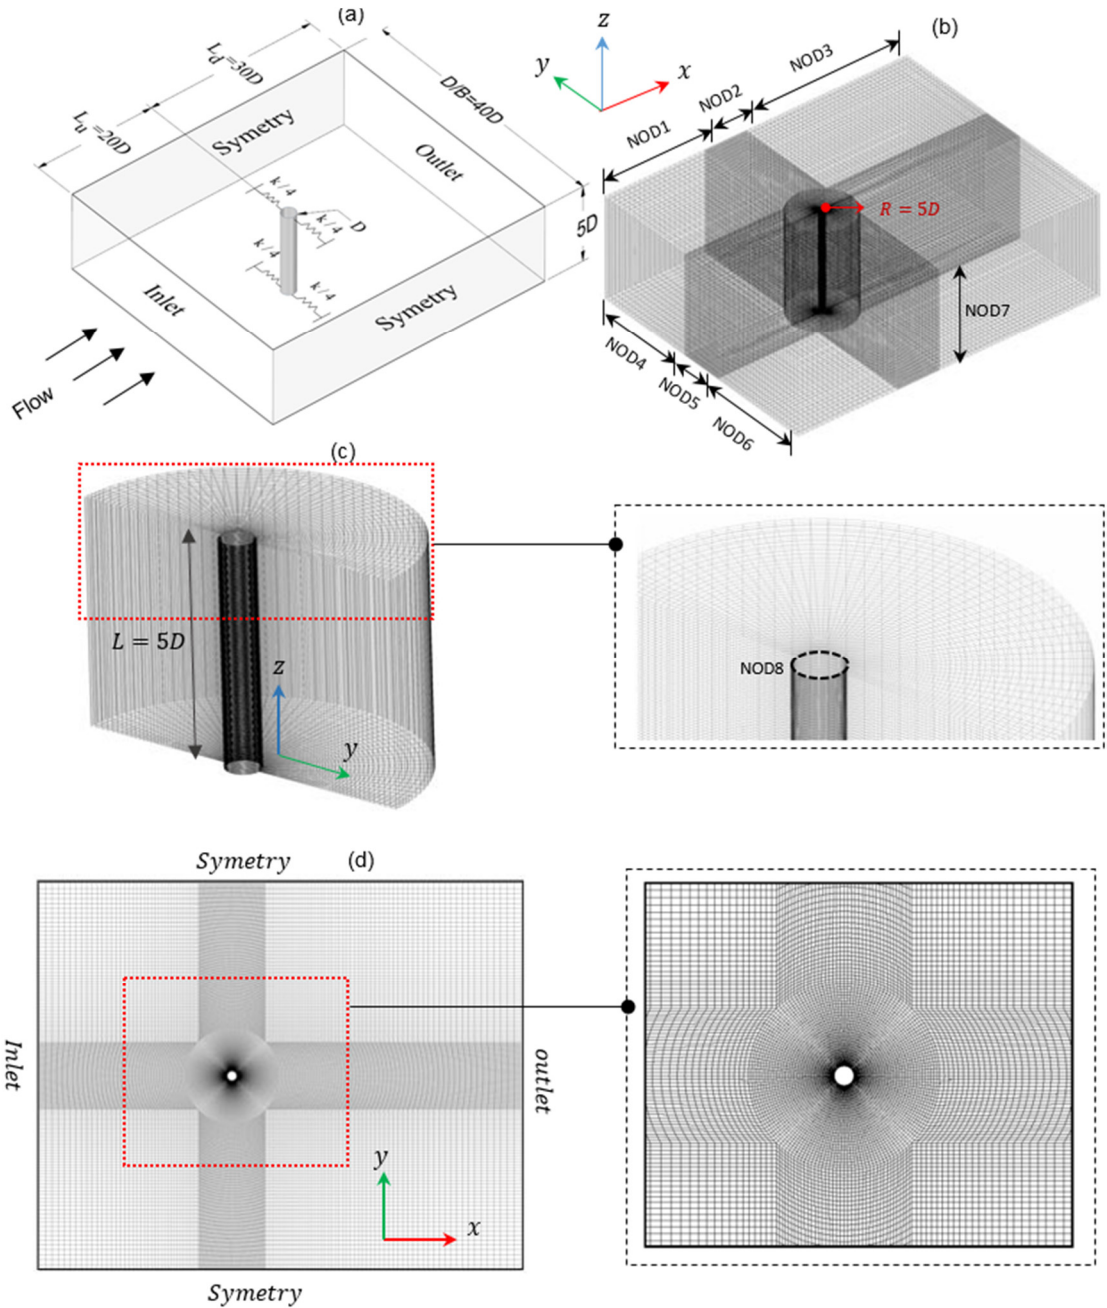 (a)
L_d=30D
L_u=20D
D/B=40D
Symetry
Outlet
k/4
k/4
D
k/4
k/4
5D
Inlet
Symetry
Flow
z
y
x
(b)
NOD3
NOD2
NOD1
R = 5D
NOD7
NOD4
NOD5
NOD6
(c)
L = 5D
z
y
NOD8
Symetry
(d)
Inlet
outlet
y
x
Symetry